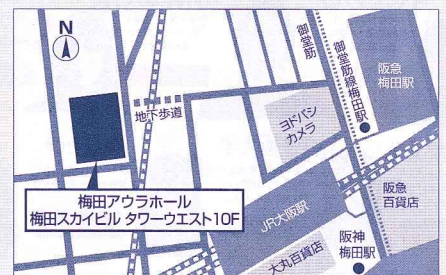 N
御堂筋
御堂筋線梅田駅
阪急
梅田駅
地下歩道
ヨドバシ
カメラ
梅田アウラホール
梅田スカイビル タワーウエスト10F
JR大阪駅
阪急
百貨店
大丸百貨店
阪神
梅田駅